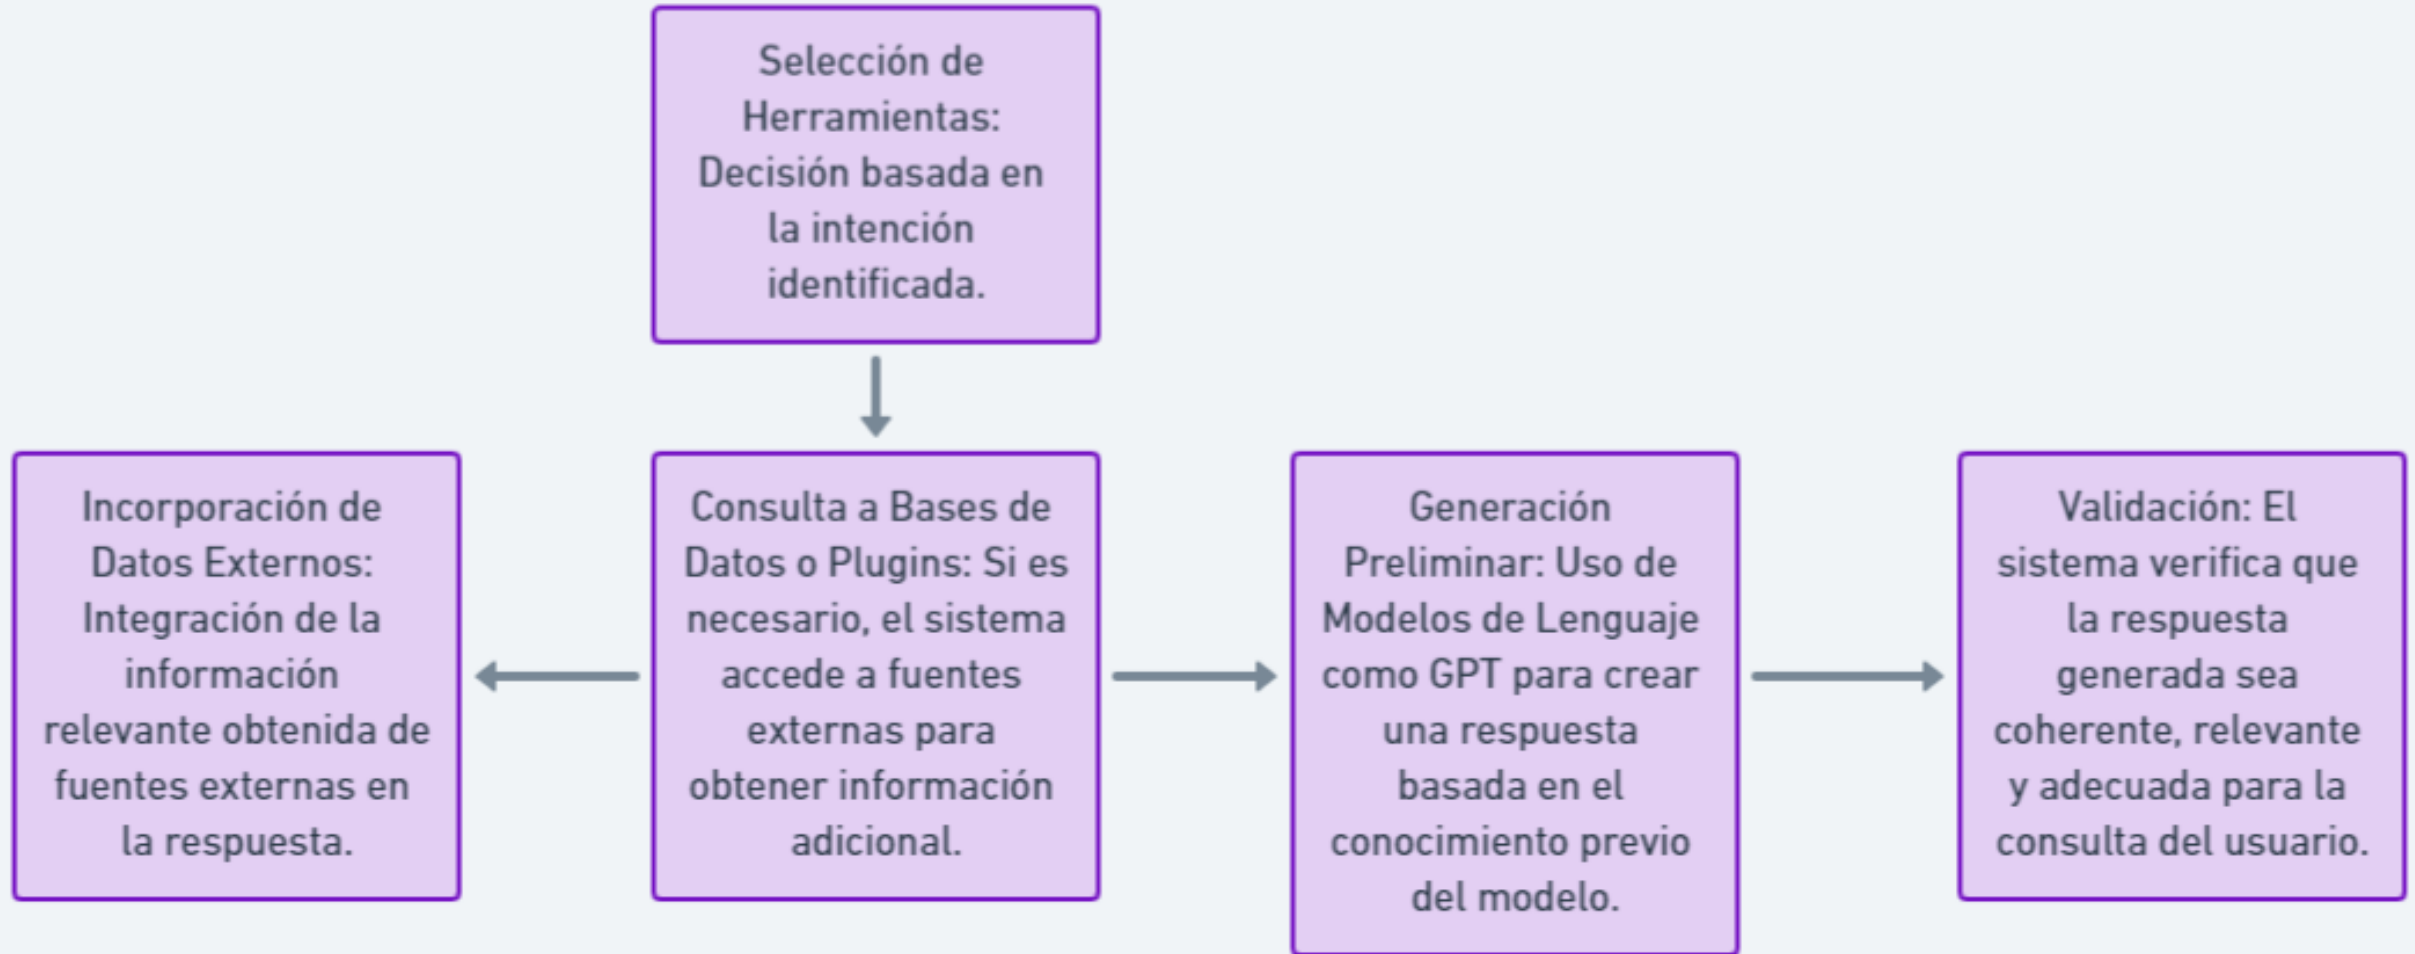 Selección de
Herramientas:
Decisión basada en
la intención
identificada.
Incorporación de
Datos Externos:
Integración de la
información
relevante obtenida de
fuentes externas en
la respuesta.
Consulta a Bases de
Datos o Plugins: Si es
necesario, el sistema
accede a fuentes
externas para
obtener información
adicional.
Generación
Preliminar: Uso de
Modelos de Lenguaje
como GPT para crear
una respuesta
basada en el
conocimiento previo
del modelo.
Validación: El
sistema verifica que
la respuesta
generada sea
coherente, relevante
y adecuada para la
consulta del usuario.